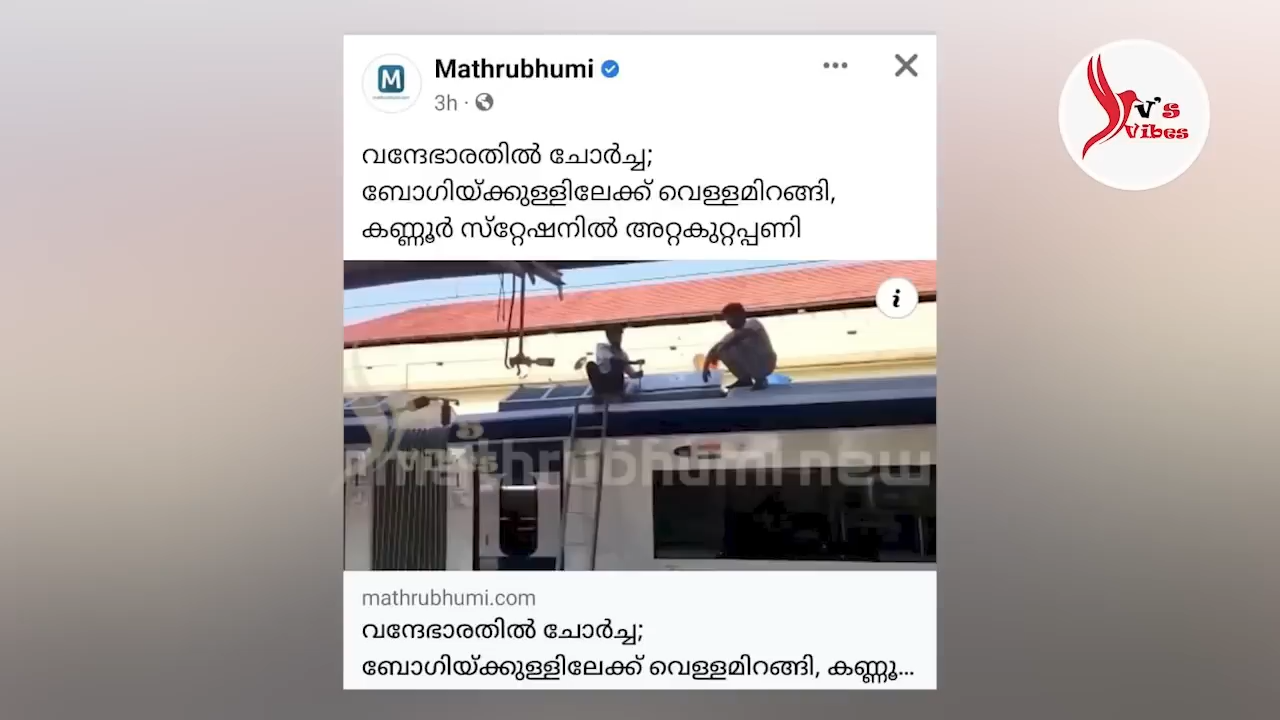 Mathrubhumi
3h ·
വന്ദേഭാരതിൽ ചോർച്ച;
ബോഗിയ്ക്കുള്ളിലേക്ക് വെള്ളമിറങ്ങി,
കണ്ണൂർ സ്റ്റേഷനിൽ അറ്റകുറ്റപ്പണി
mathrubhumi new
mathrubhumi.com
വന്ദേഭാരതിൽ ചോർച്ച;
ബോഗിയ്ക്കുള്ളിലേക്ക് വെള്ളമിറങ്ങി, കണ്ണൂ...
V's
Vibes